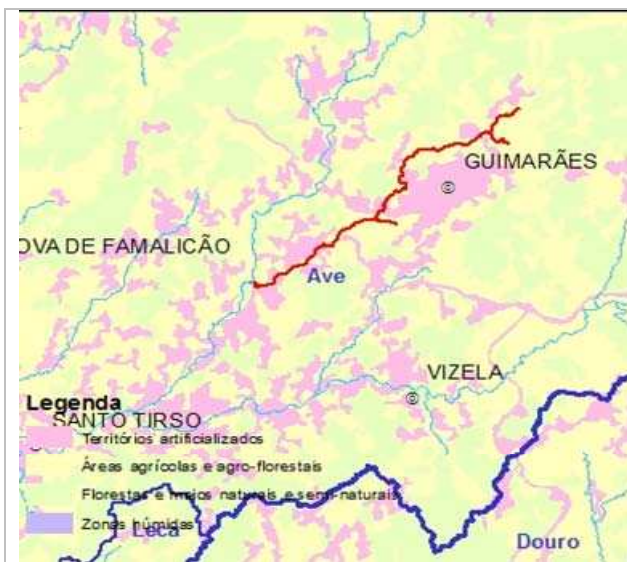 GUIMARÃES
OVA DE FAMALICÃO
Ave
VIZELA
Legenda
SANTO TIRSO
Territórios artificializados
Áreas agrícolas e agro-florestais
Florestas e meios naturais e semi-naturais
Zonas húmidas
Leça
Douro